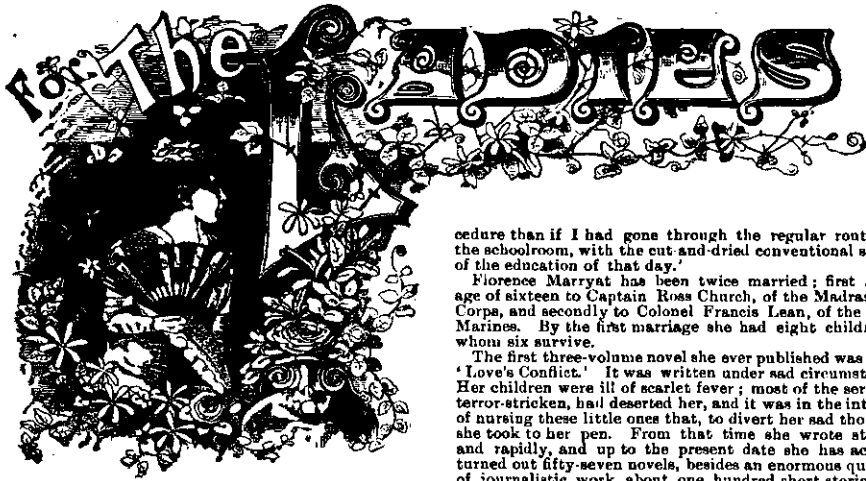 For The Ladies
cedure than if I had gone through the regular rout
the schoolroom, with the cut-and-dried conventional s
of the education of that day.'
Florence Marryat has been twice married; first
age of sixteen to Captain Ross Church, of the Madras
Corps, and secondly to Colonel Francis Lean, of the
Marines. By the first marriage she had eight child
whom six survive.
The first three-volume novel she ever published was
'Love's Conflict.' It was written under sad circumst
Her children were ill of scarlet fever; most of the ser
terror-stricken, had deserted her, and it was in the int
of nursing these little ones that, to divert her sad tho
she took to her pen. From that time she wrote st
and rapidly, and up to the present date she has ac
turned out fifty-seven novels, besides an enormous qu
of journalistic work, about one hundred short stories